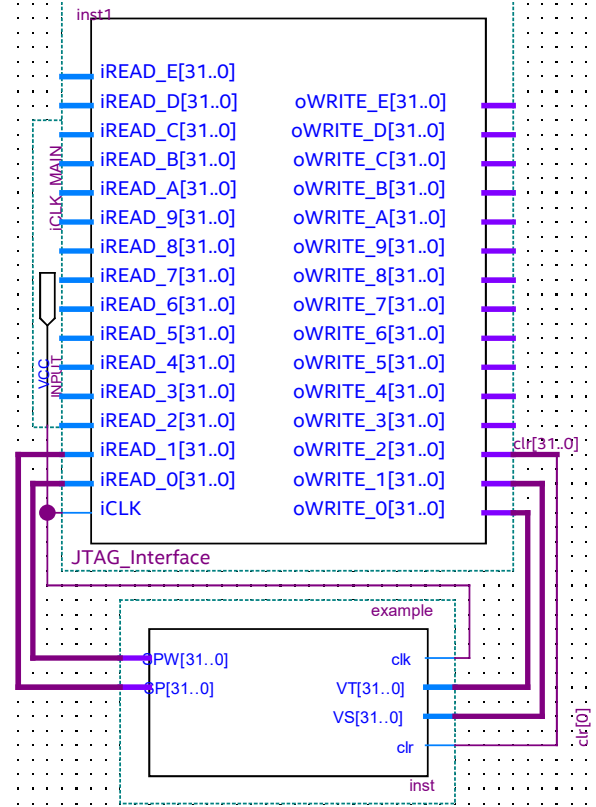 inst1
iREAD_E[31..0]
iREAD_D[31..0] oWRITE_E[31..0]
iREAD_C[31..0] oWRITE_D[31..0]
iREAD_B[31..0] oWRITE_C[31..0]
iREAD_A[31..0] oWRITE_B[31..0]
iREAD_9[31..0] oWRITE_A[31..0]
iREAD_8[31..0] oWRITE_9[31..0]
iREAD_7[31..0] oWRITE_8[31..0]
iREAD_6[31..0] oWRITE_7[31..0]
iREAD_5[31..0] oWRITE_6[31..0]
iREAD_4[31..0] oWRITE_5[31..0]
iREAD_3[31..0] oWRITE_4[31..0]
iREAD_2[31..0] oWRITE_3[31..0]
iREAD_1[31..0] oWRITE_2[31..0] clr[31..0]
iREAD_0[31..0] oWRITE_1[31..0]
iCLK oWRITE_0[31..0]
JTAG_Interface
iCLK_MAIN
VCC
INPUT
example
SPW[31..0] clk
SP[31..0] VT[31..0]
VS[31..0]
clr
clr[0]
inst